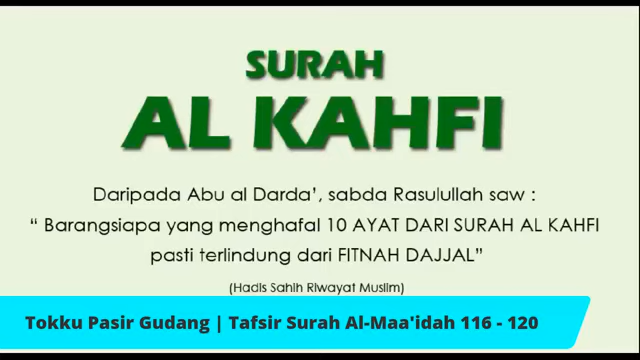 SURAH
AL KAHFI
Daripada Abu al Darda’, sabda Rasulullah saw :
“ Barangsiapa yang menghafal 10 AYAT DARI SURAH AL KAHFI
pasti terlindung dari FITNAH DAJJAL”
(Hadis Sahih Riwayat Muslim)
Tokku Pasir Gudang | Tafsir Surah Al-Maa'idah 116 - 120